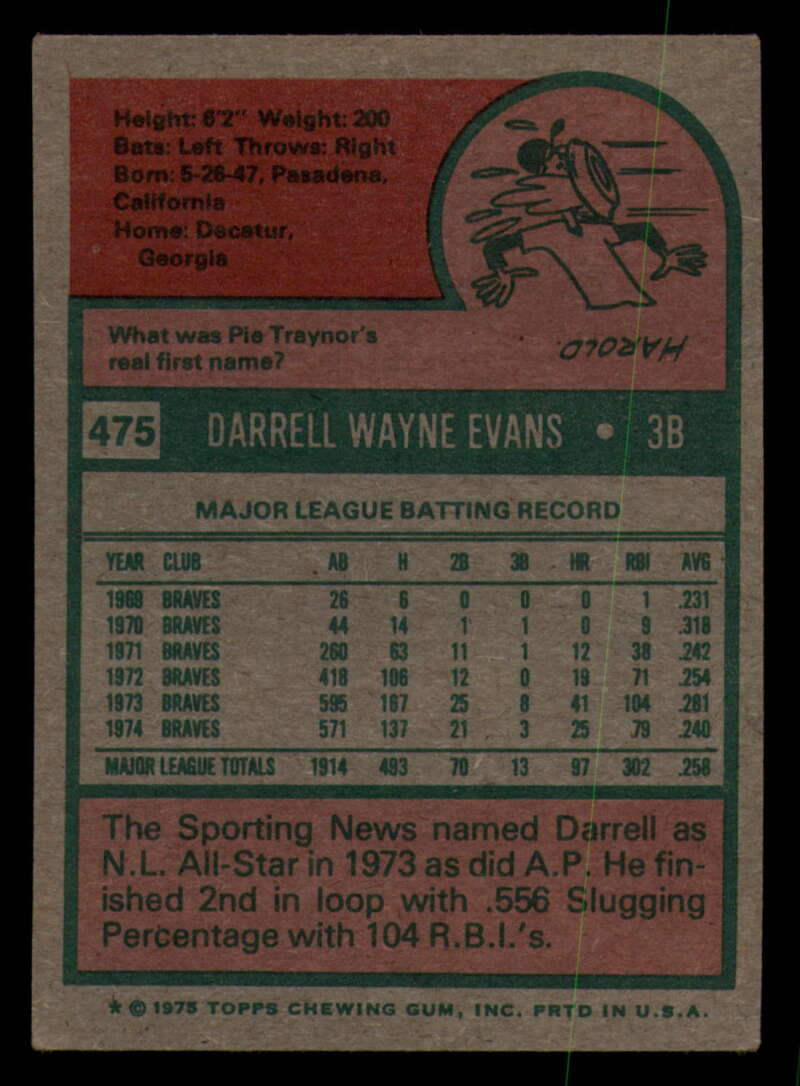 Height: 6'2" Weight: 200
Bats: Left Throws: Right
Born: 5-26-47, Pasadena,
California
Home: Decatur,
Georgia
What was Pie Traynor's
real first name?
HAROLD.
475 DARRELL WAYNE EVANS • 3B
MAJOR LEAGUE BATTING RECORD
YEAR CLUB AB H 2B 3B HR RBI AVG
1969 BRAVES 26 6 0 0 0 1 .231
1970 BRAVES 44 14 1 1 0 9 .318
1971 BRAVES 260 63 11 1 12 38 .242
1972 BRAVES 418 106 12 0 19 71 .254
1973 BRAVES 595 167 25 8 41 104 .281
1974 BRAVES 571 137 21 3 25 79 .240
MAJOR LEAGUE TOTALS 1914 493 70 13 97 302 .258
The Sporting News named Darrell as
N.L. All-Star in 1973 as did A.P. He fin-
ished 2nd in loop with .556 Slugging
Percentage with 104 R.B.I.'s.
* © 1975 TOPPS CHEWING GUM, INC. PRTD IN U.S.A.